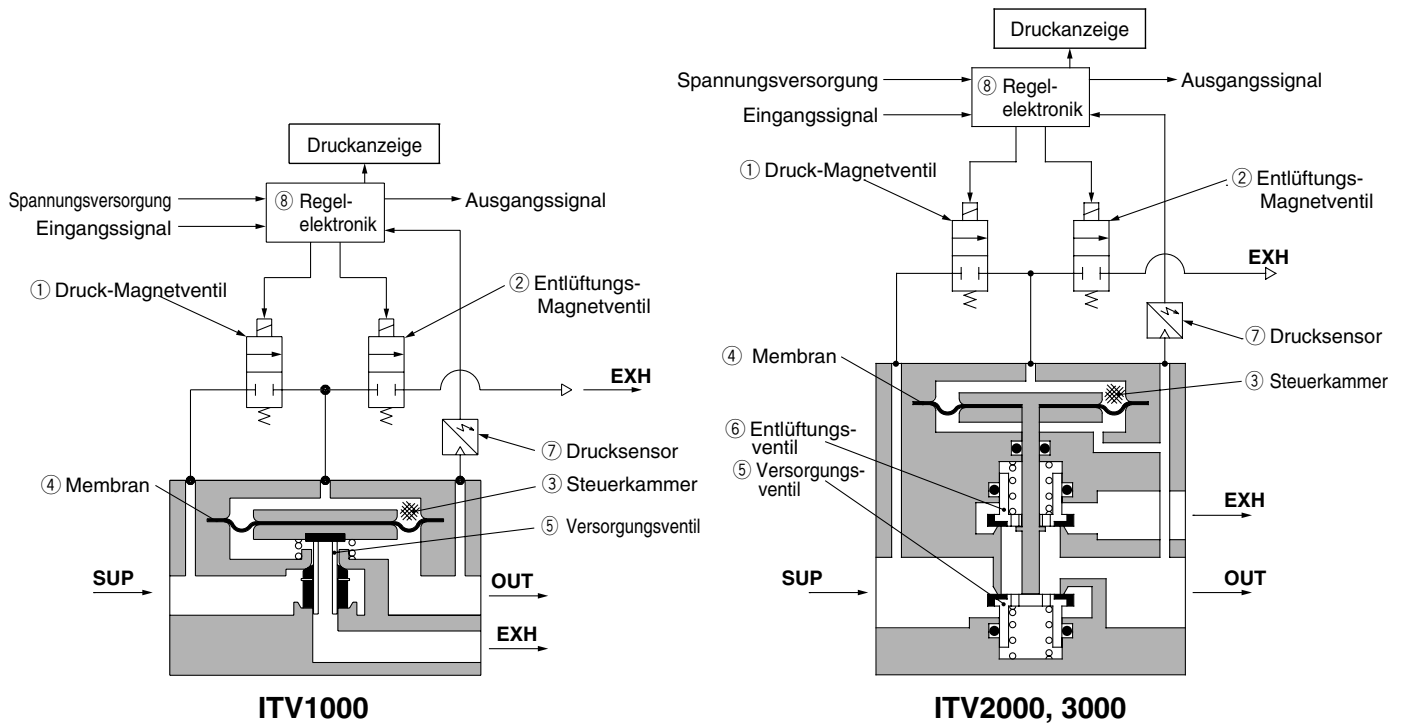 Druckanzeige
Spannungsversorgung
Eingangssignal
⑧ Regel-
elektronik
Ausgangssignal
① Druck-Magnetventil
② Entlüftungs-
Magnetventil
EXH
⑦ Drucksensor
④ Membran
③ Steuerkammer
⑤ Versorgungsventil
SUP
OUT
EXH
ITV1000
Druckanzeige
Spannungsversorgung
Eingangssignal
⑧ Regel-
elektronik
Ausgangssignal
① Druck-Magnetventil
② Entlüftungs-
Magnetventil
EXH
⑦ Drucksensor
④ Membran
③ Steuerkammer
⑥ Entlüftungs-
ventil
⑤ Versorgungs-
ventil
EXH
SUP
OUT
ITV2000, 3000